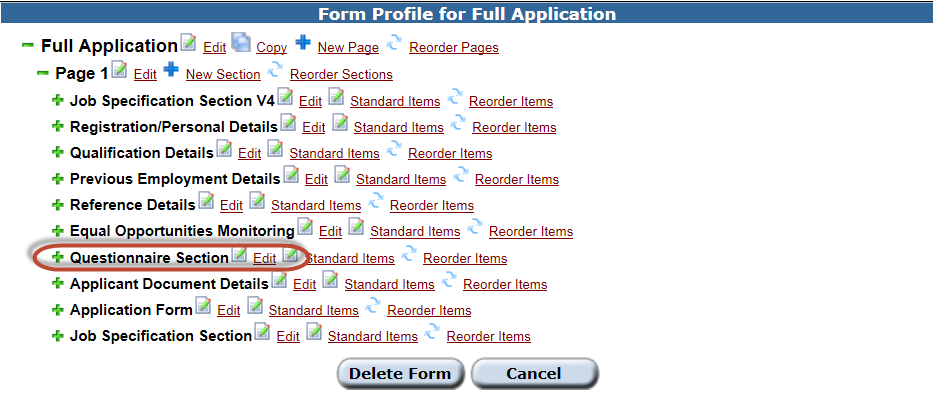 Form Profile for Full Application
Full Application Edit Copy New Page Reorder Pages
Page 1 Edit New Section Reorder Sections
Job Specification Section V4 Edit Standard Items Reorder Items
Registration/Personal Details Edit Standard Items Reorder Items
Qualification Details Edit Standard Items Reorder Items
Previous Employment Details Edit Standard Items Reorder Items
Reference Details Edit Standard Items Reorder Items
Equal Opportunities Monitoring Edit Standard Items Reorder Items
Questionnaire Section Edit Standard Items Reorder Items
Applicant Document Details Edit Standard Items Reorder Items
Application Form Edit Standard Items Reorder Items
Job Specification Section Edit Standard Items Reorder Items
Delete Form Cancel